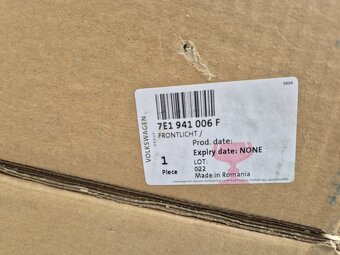 VOLKSWAGEN
7E1 941 006 F
FRONTLICHT /
Prod. date:
Expiry date: NONE
1
LOT:
022
Piece
Made in Romania